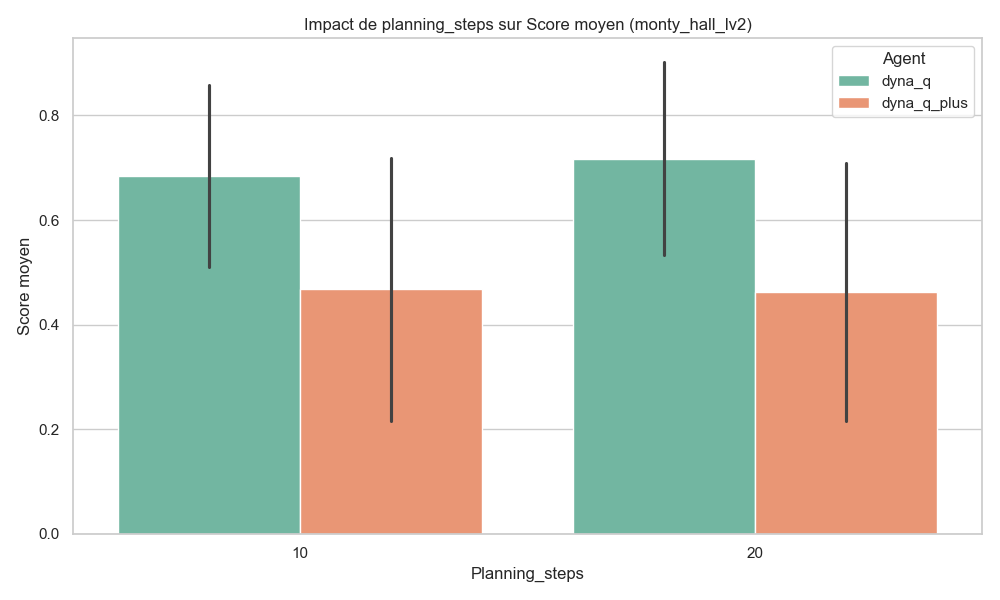 Impact de planning_steps sur Score moyen (monty_hall_lv2)
Agent
dyna_q
dyna_q_plus
Score moyen
0.8
0.6
0.4
0.2
0.0
10
20
Planning_steps